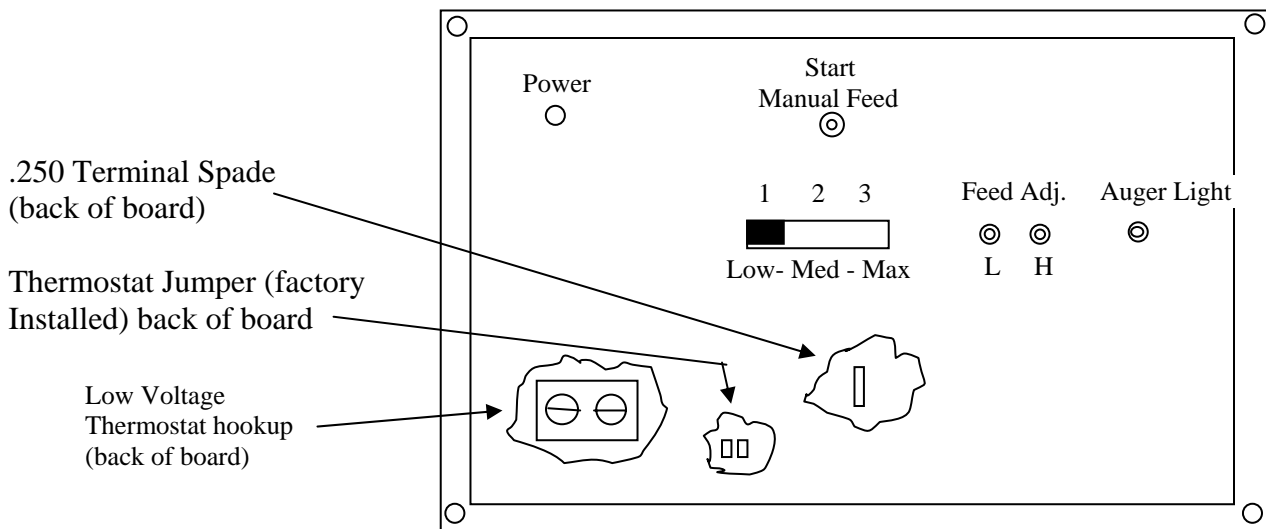 Power
Start
Manual Feed
.250 Terminal Spade
(back of board)
1 2 3
Low- Med - Max
Feed Adj.
L H
Auger Light
Thermostat Jumper (factory
Installed) back of board
Low Voltage
Thermostat hookup
(back of board)